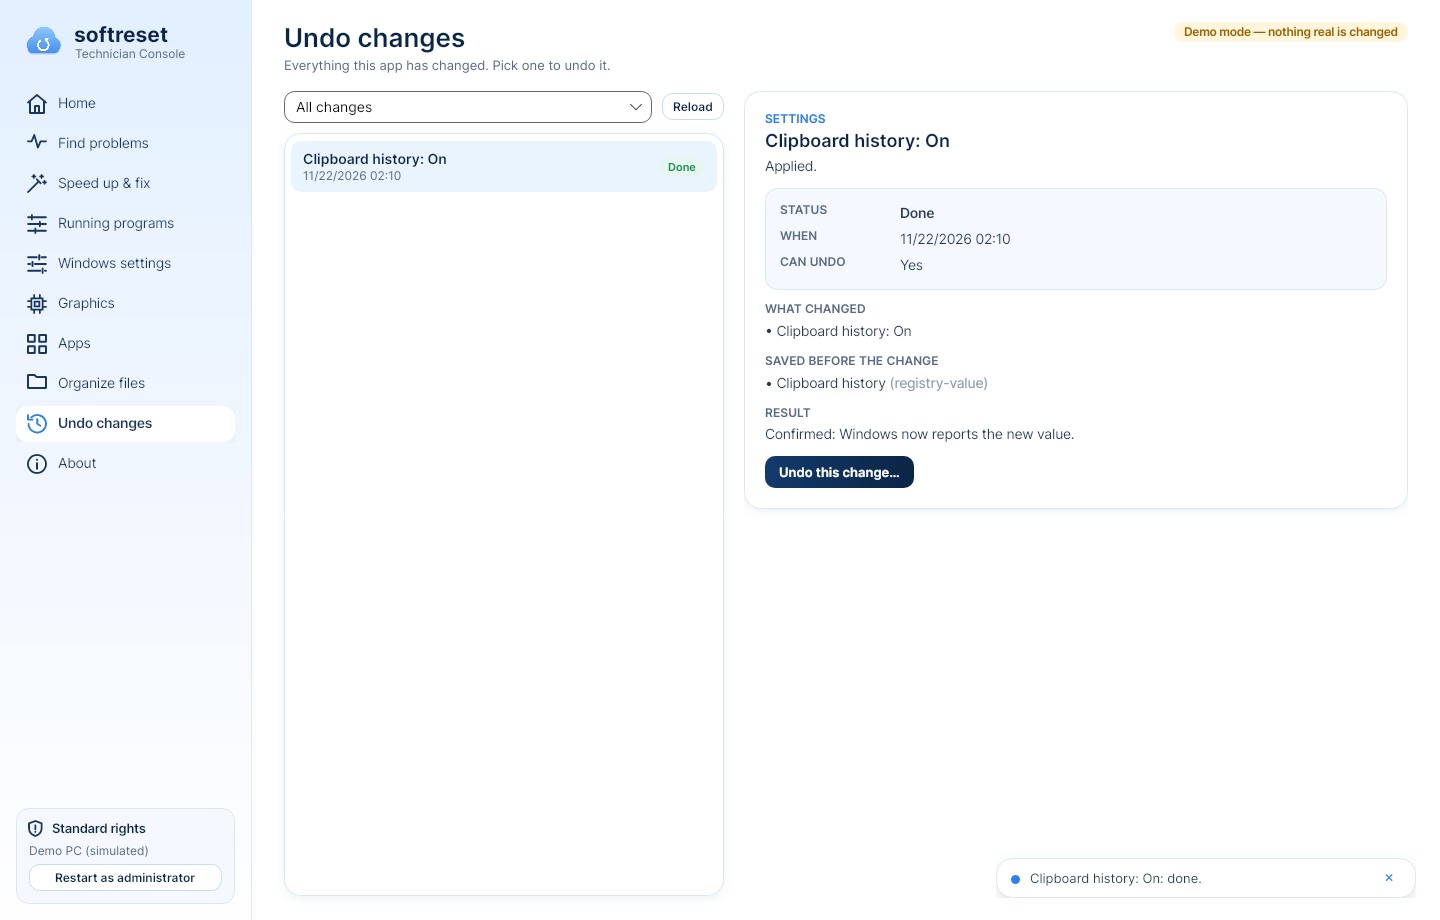 softreset
Technician Console
Home
Find problems
Speed up & fix
Running programs
Windows settings
Graphics
Apps
Organize files
Undo changes
About
Standard rights
Demo PC (simulated)
Restart as administrator
Undo changes
Everything this app has changed. Pick one to undo it.
Demo mode — nothing real is changed
All changes
Reload
Clipboard history: On
11/22/2026 02:10
Done
SETTINGS
Clipboard history: On
Applied.
STATUS Done
WHEN 11/22/2026 02:10
CAN UNDO Yes
WHAT CHANGED
• Clipboard history: On
SAVED BEFORE THE CHANGE
• Clipboard history (registry-value)
RESULT
Confirmed: Windows now reports the new value.
Undo this change...
Clipboard history: On: done.